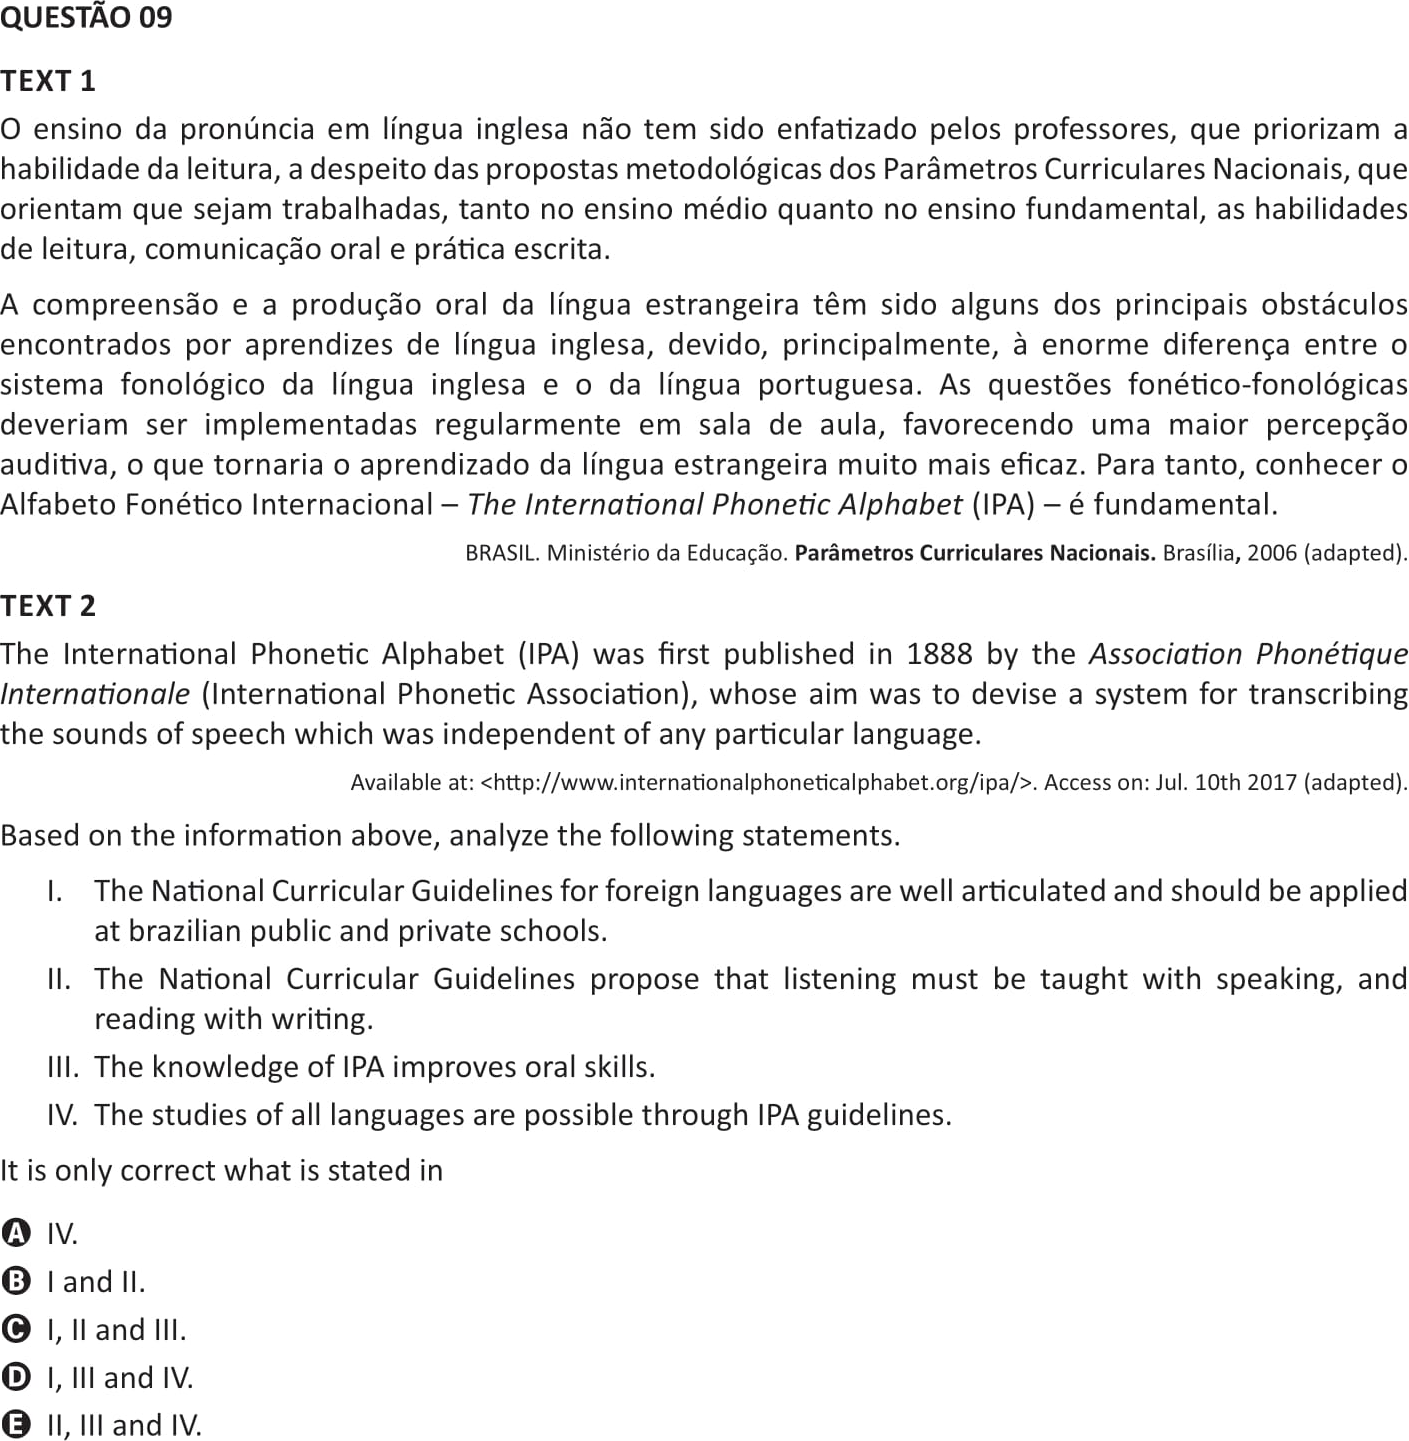 QUESTÃO 09
TEXT 1
O ensino da pronúncia em língua inglesa não tem sido enfatizado pelos professores, que priorizam a
habilidade da leitura, a despeito das propostas metodológicas dos Parâmetros Curriculares Nacionais, que
orientam que sejam trabalhadas, tanto no ensino médio quanto no ensino fundamental, as habilidades
de leitura, comunicação oral e prática escrita.
A compreensão e a produção oral da língua estrangeira têm sido alguns dos principais obstáculos
encontrados por aprendizes de língua inglesa, devido, principalmente, à enorme diferença entre o
sistema fonológico da língua inglesa e o da língua portuguesa. As questões fonético-fonológicas
deveriam ser implementadas regularmente em sala de aula, favorecendo uma maior percepção
auditiva, o que tornaria o aprendizado da língua estrangeira muito mais eficaz. Para tanto, conhecer o
Alfabeto Fonético Internacional – The International Phonetic Alphabet (IPA) – é fundamental.
BRASIL. Ministério da Educação. Parâmetros Curriculares Nacionais. Brasília, 2006 (adapted).
TEXT 2
The International Phonetic Alphabet (IPA) was first published in 1888 by the Association Phonétique
Internationale (International Phonetic Association), whose aim was to devise a system for transcribing
the sounds of speech which was independent of any particular language.
Available at: <http://www.internationalphoneticalphabet.org/ipa/>. Access on: Jul. 10th 2017 (adapted).
Based on the information above, analyze the following statements.
I. The National Curricular Guidelines for foreign languages are well articulated and should be applied
at brazilian public and private schools.
II. The National Curricular Guidelines propose that listening must be taught with speaking, and
reading with writing.
III. The knowledge of IPA improves oral skills.
IV. The studies of all languages are possible through IPA guidelines.
It is only correct what is stated in
A IV.
B I and II.
C I, II and III.
D I, III and IV.
E II, III and IV.